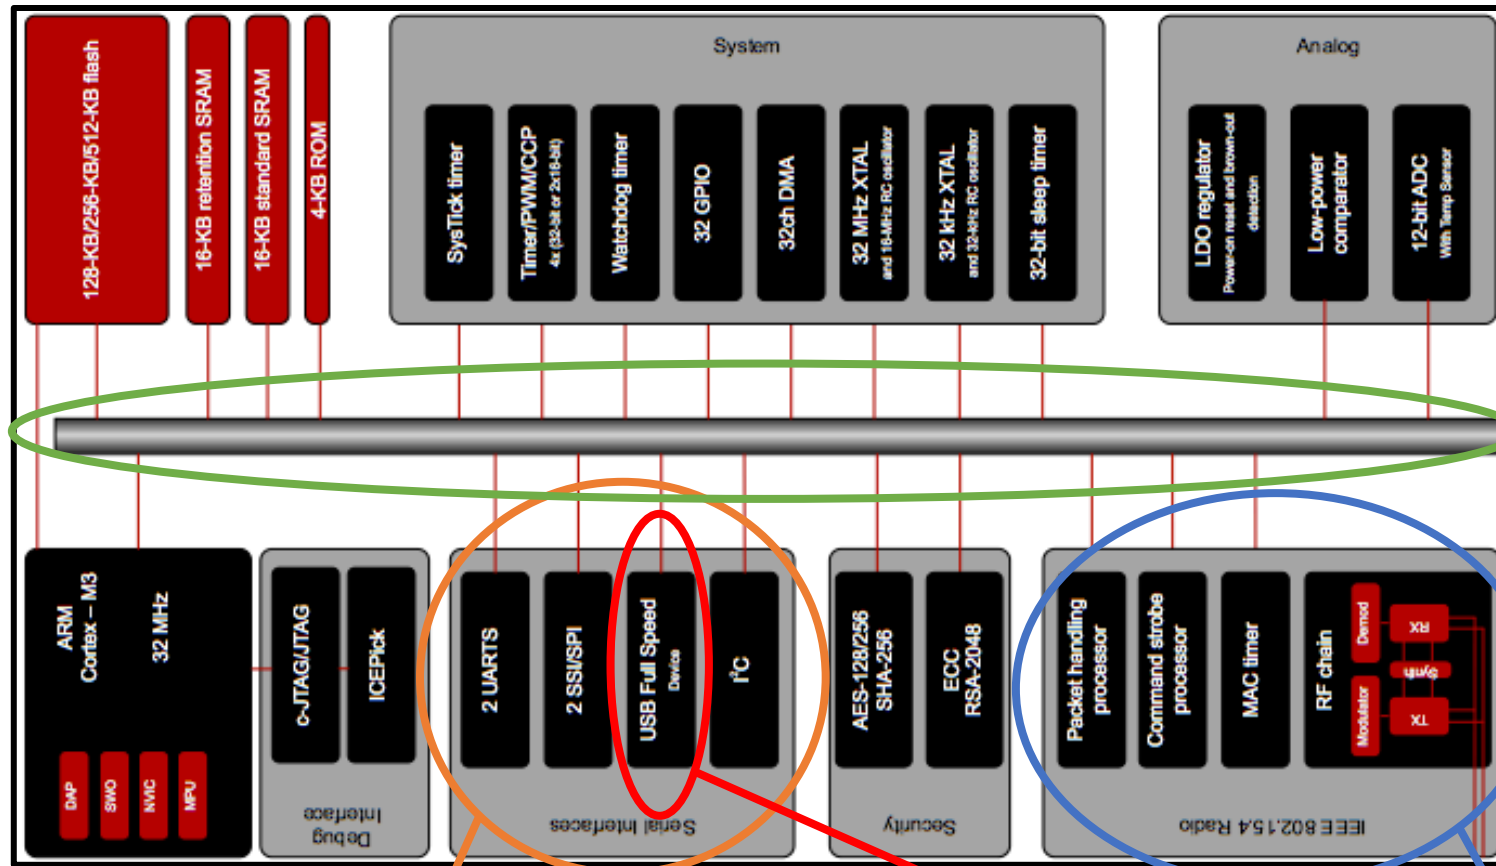 128-KB/256-KB/512-KB flash
16-KB retention SRAM
16-KB standard SRAM
4-KB ROM
System
SysTick timer
Timer/PWM/CCP
4x (32-bit or 2x16-bit)
Watchdog timer
32 GPIO
32ch DMA
32 MHz XTAL
and 16-MHz RC oscillator
32 kHz XTAL
and 32-kHz RC oscillator
32-bit sleep timer
Analog
LDO regulator
Power-on reset and brown-out
detection
Low-power
comparator
12-bit ADC
With Temp Sensor
ARM
Cortex – M3
32 MHz
DAP
SWO
NVIC
MPU
c-JTAG/JTAG
ICEPick
Debug
Interface
2 UARTS
2 SSI/SPI
USB Full Speed
Device
I²C
Serial Interfaces
AES-128/256
SHA-256
ECC
RSA-2048
Security
Packet handling
processor
Command strobe
processor
MAC timer
RF chain
Demod
Modulator
RX
Synth
TX
IEEE 802.15.4 Radio